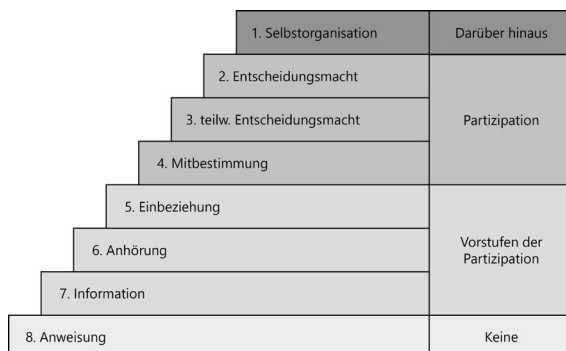 1. Selbstorganisation
Darüber hinaus
2. Entscheidungsmacht
3. teilw. Entscheidungsmacht
Partizipation
4. Mitbestimmung
5. Einbeziehung
6. Anhörung
Vorstufen der
Partizipation
7. Information
8. Anweisung
Keine